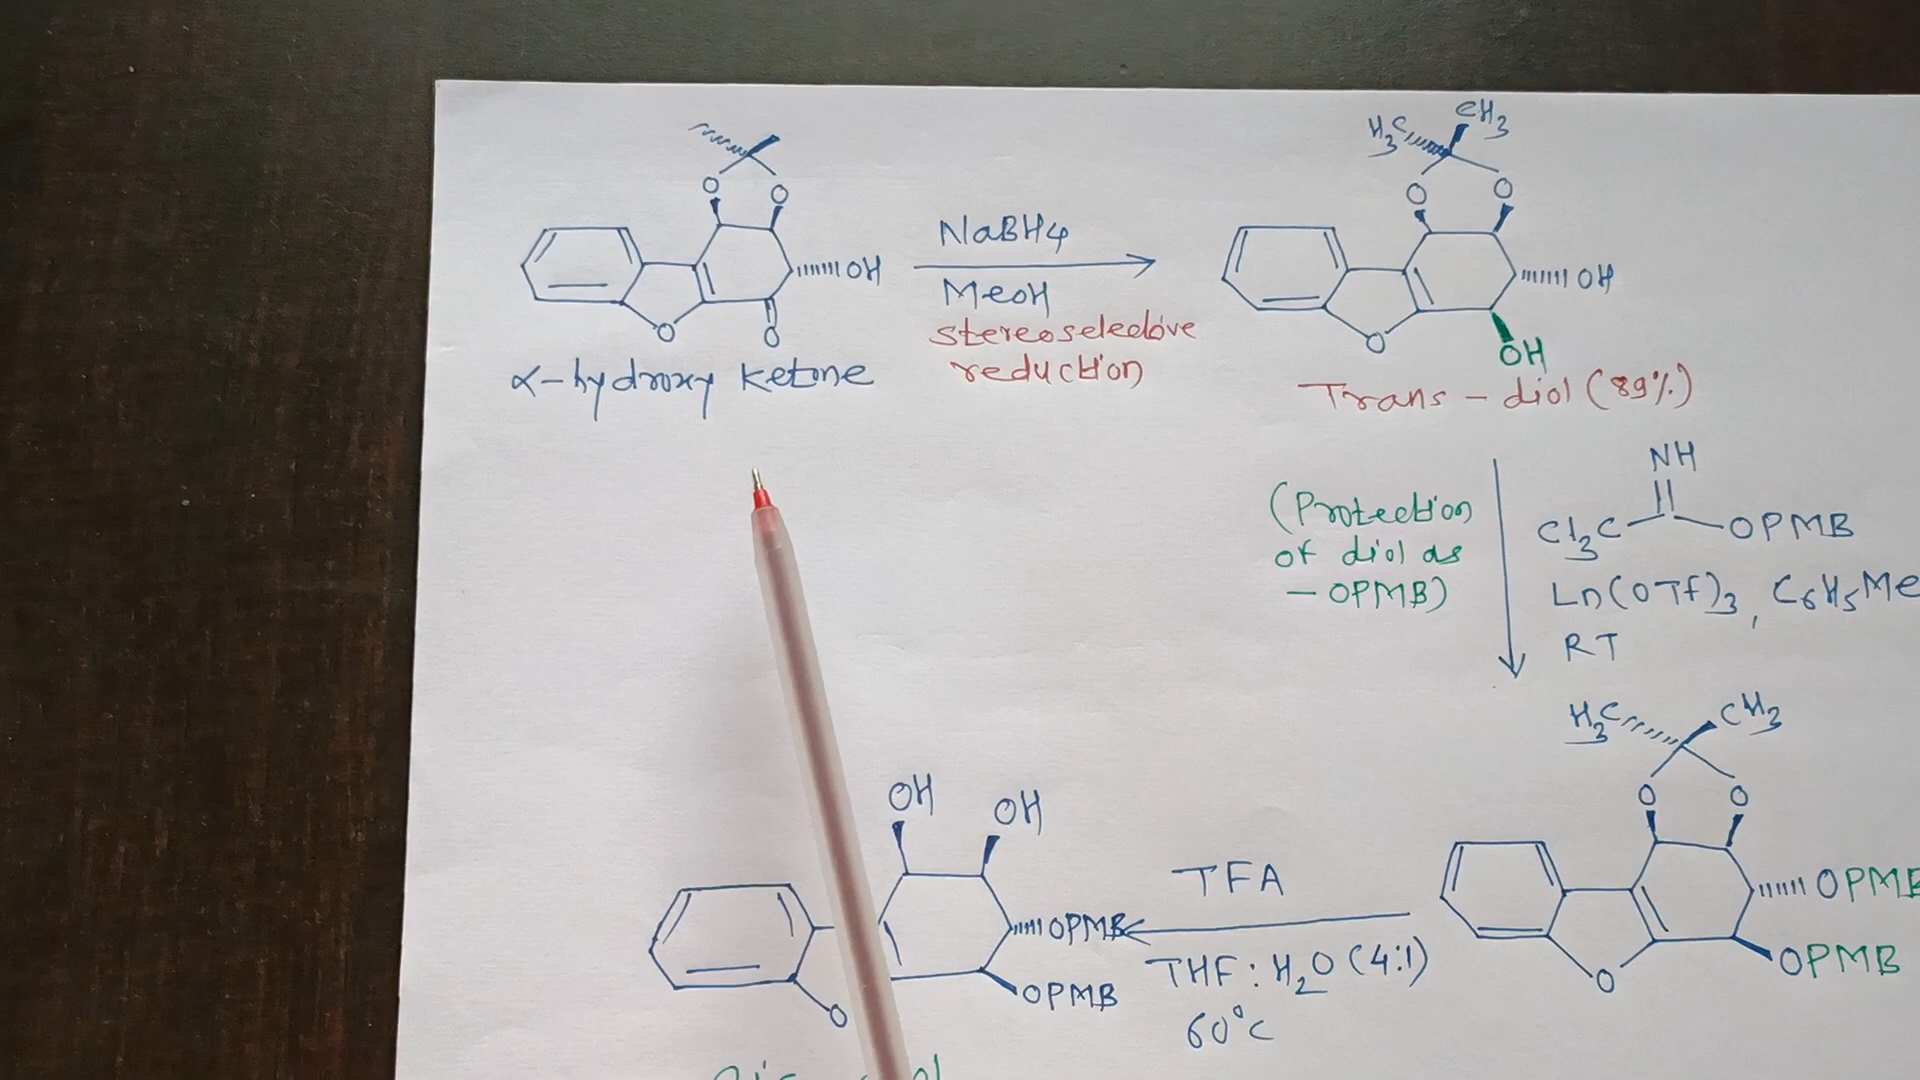 H₃C CH₃
O O
O O
NaBH4
OH
OH
MeOH
O
O
O
OH
stereoselective
reduction
α-hydroxy ketone
Trans - diol (89%)
NH
(Protection
of diol as
- OPMB)
Cl₃C OPMB
Ln(OTf)₃, C₆H₅Me
RT
H₃C CH₃
OH OH
O O
TFA
OPMB
OPMB
OPMB
OPMB
THF : H₂O (4:1)
O
O
60°C